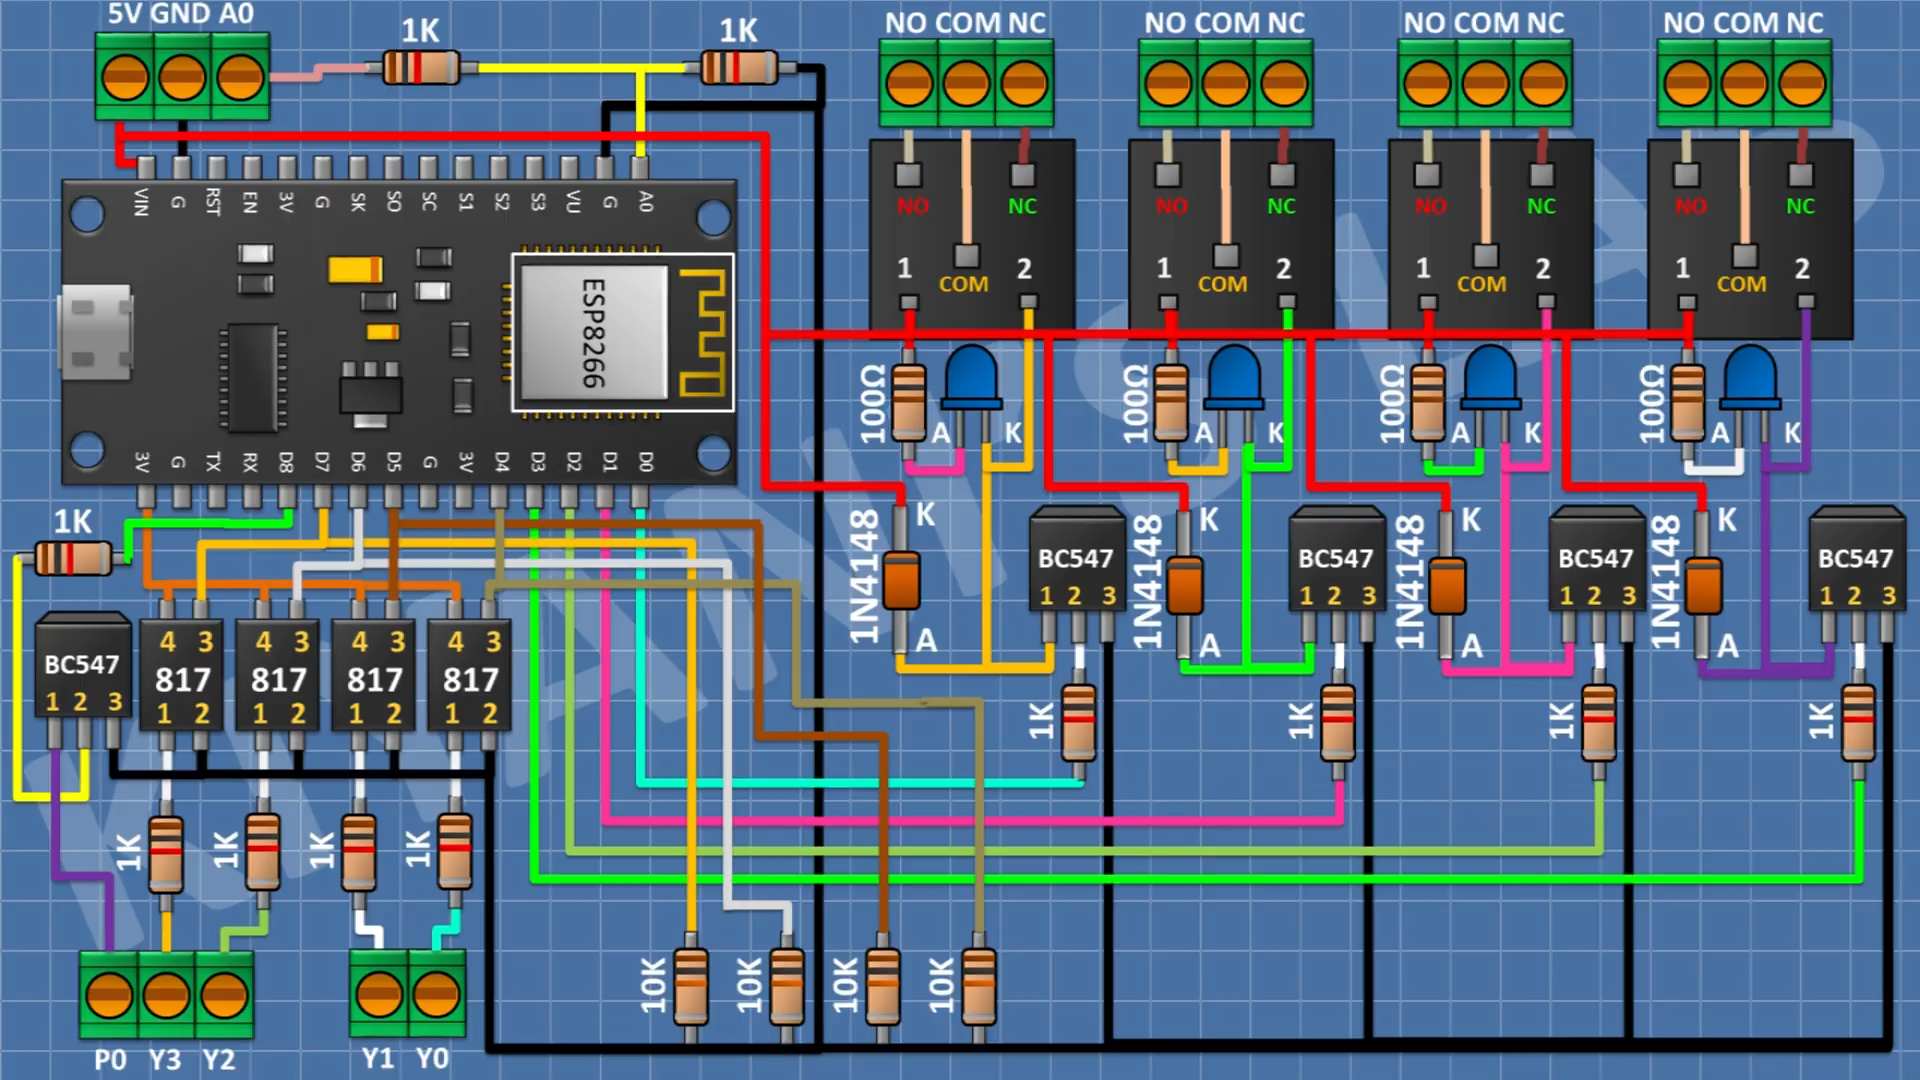 5V GND A0
1K
1K
NO COM NC
NO COM NC
NO COM NC
NO COM NC
VIN G RST EN 3V G SK SO SC S1 S2 S3 VU G A0
NO NC
NO NC
NO NC
NO NC
1 COM 2
1 COM 2
1 COM 2
1 COM 2
ESP8266
100Ω A K
100Ω A K
100Ω A K
100Ω A K
3V G TX RX D8 D7 D6 D5 G 3V D4 D3 D2 D1 D0
1K
1N4148 K A
BC547
1 2 3
1N4148 K A
BC547
1 2 3
1N4148 K A
BC547
1 2 3
1N4148 K A
BC547
1 2 3
BC547
1 2 3
4 3
817
1 2
4 3
817
1 2
4 3
817
1 2
4 3
817
1 2
1K
1K
1K
1K
1K
1K
1K
1K
10K
10K
10K
10K
P0 Y3 Y2
Y1 Y0